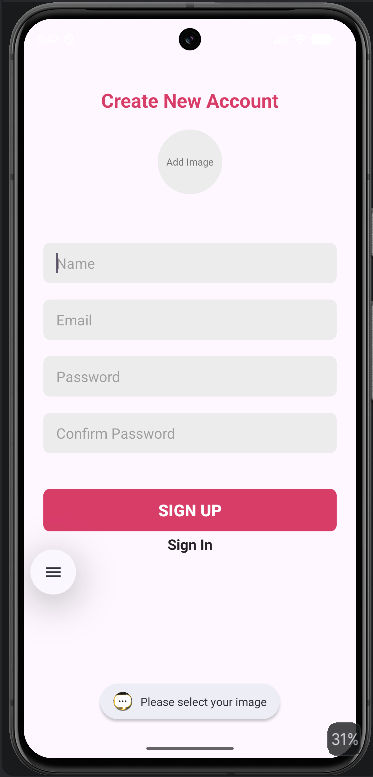 Create New Account
Add Image
Name
Email
Password
Confirm Password
SIGN UP
Sign In
Please select your image
31%